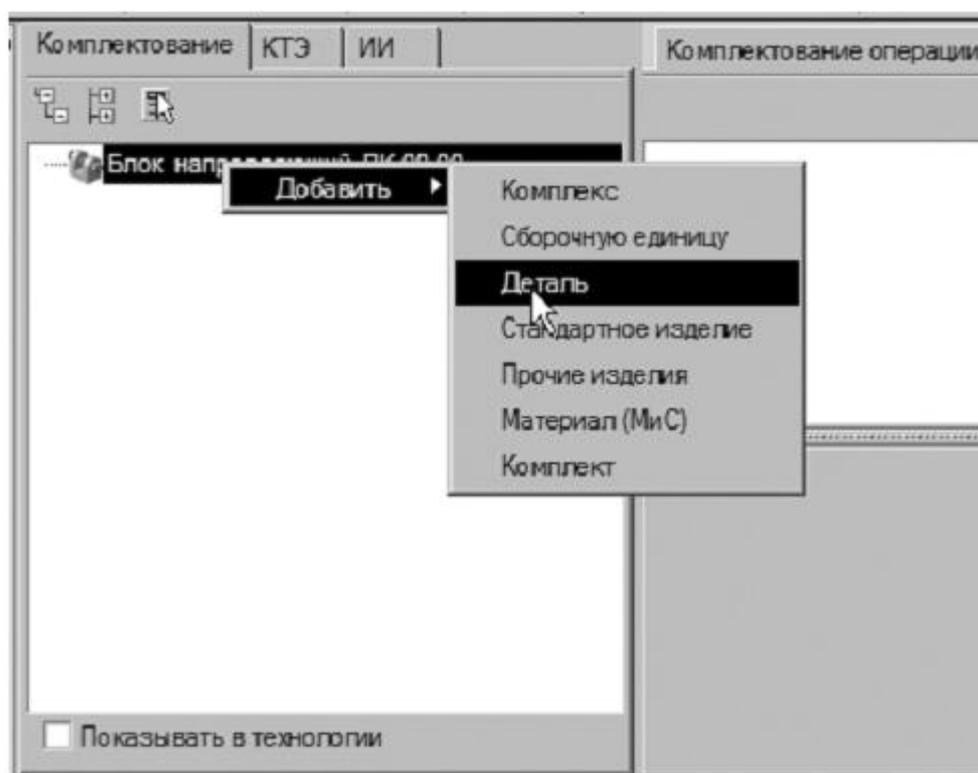 Комплектование КТЭ ИИ
Комплектование операции
Блок
Добавить
Комплекс
Сборочную единицу
Деталь
Стандартное изделие
Прочие изделия
Материал (МиС)
Комплект
Показывать в технологии